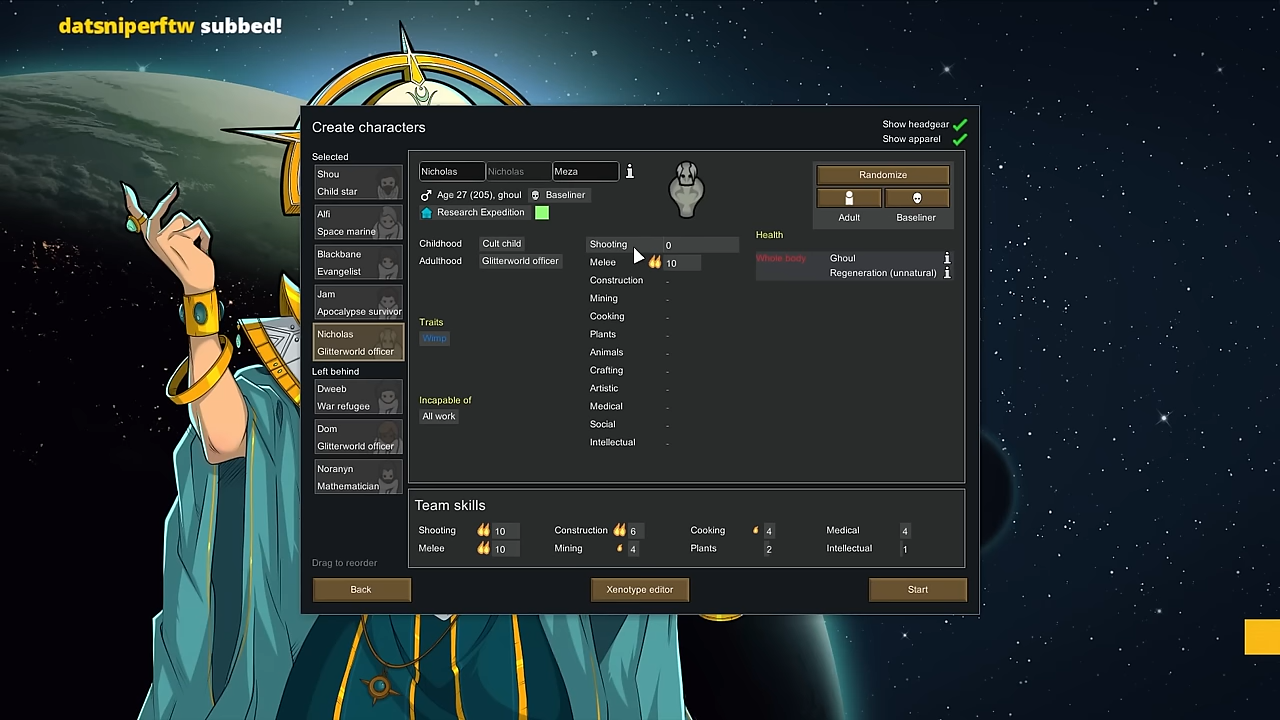 datsniperftw subbed!
Create characters
Show headgear
Show apparel
Selected
Shou
Child star
Alfi
Space marine
Blackbane
Evangelist
Jam
Apocalypse survivor
Nicholas
Glitterworld officer
Left behind
Dweeb
War refugee
Dom
Glitterworld officer
Noranyn
Mathematician
Drag to reorder
Nicholas Nicholas Meza
Age 27 (205), ghoul Baseliner
Research Expedition
Childhood Cult child
Adulthood Glitterworld officer
Traits
Wimp
Incapable of
All work
Shooting 0
Melee 10
Construction -
Mining -
Cooking -
Plants -
Animals -
Crafting -
Artistic -
Medical -
Social -
Intellectual -
Randomize
Adult Baseliner
Health
Whole body Ghoul
Regeneration (unnatural)
Team skills
Shooting 10 Construction 6 Cooking 4 Medical 4
Melee 10 Mining 4 Plants 2 Intellectual 1
Back Xenotype editor Start